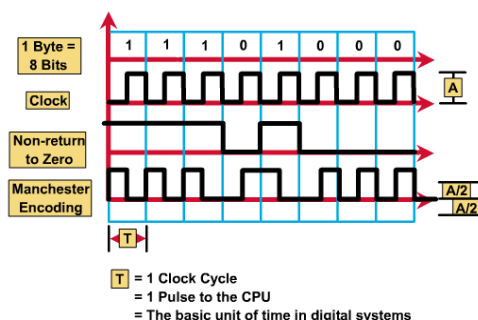 1 Byte =
8 Bits
1 1 1 0 1 0 0 0
Clock
A
Non-return
to Zero
Manchester
Encoding
A/2
A/2
T
T = 1 Clock Cycle
= 1 Pulse to the CPU
= The basic unit of time in digital systems